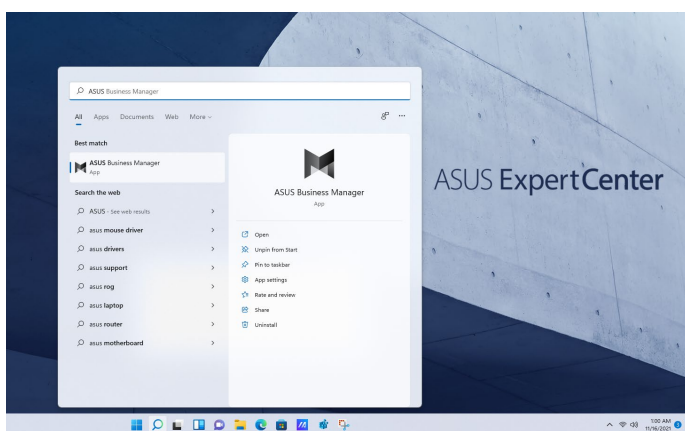 ASUS Business Manager
All Apps Documents Web More
Best match
ASUS Business Manager
App
Search the web
ASUS - See web results
asus mouse driver
asus drivers
asus support
asus rog
asus laptop
asus router
asus motherboard
ASUS Business Manager
App
Open
Unpin from Start
Pin to taskbar
App settings
Rate and review
Share
Uninstall
ASUS ExpertCenter
1:00 AM
11/16/2021